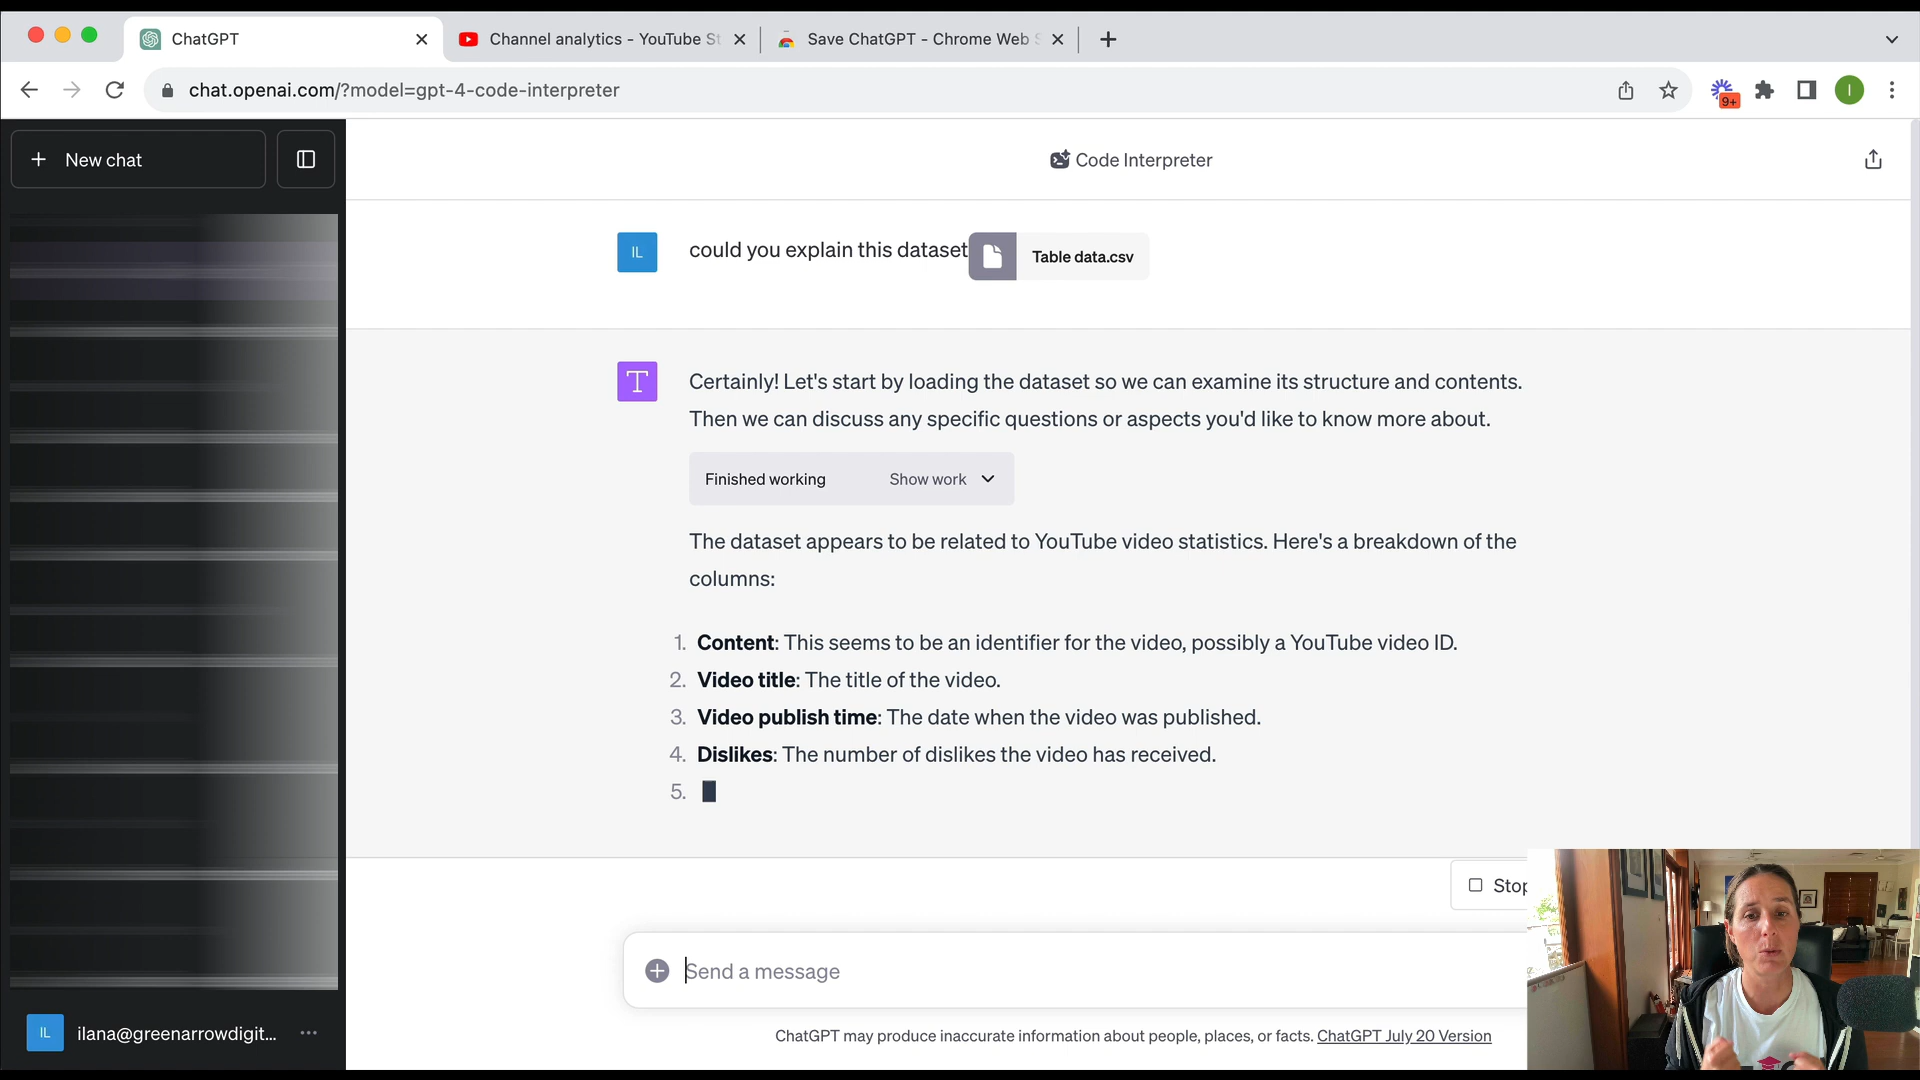 ChatGPT
Channel analytics - YouTube St
Save ChatGPT - Chrome Web S
chat.openai.com/?model=gpt-4-code-interpreter
9+
I
New chat
Code Interpreter
IL
could you explain this dataset
Table data.csv
T
Certainly! Let's start by loading the dataset so we can examine its structure and contents.
Then we can discuss any specific questions or aspects you'd like to know more about.
Finished working
Show work
The dataset appears to be related to YouTube video statistics. Here's a breakdown of the
columns:
1. Content: This seems to be an identifier for the video, possibly a YouTube video ID.
2. Video title: The title of the video.
3. Video publish time: The date when the video was published.
4. Dislikes: The number of dislikes the video has received.
5.
Stop
Send a message
IL
ilana@greenarrowdigit...
ChatGPT may produce inaccurate information about people, places, or facts. ChatGPT July 20 Version